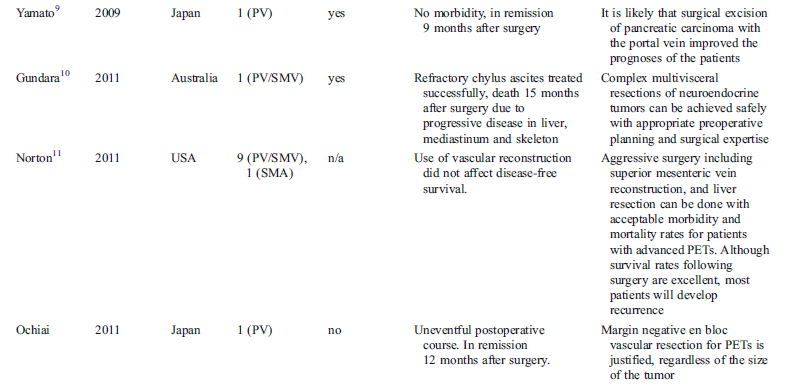 Yamato9 2009 Japan 1 (PV) yes No morbidity, in remission It is likely that surgical excision
9 months after surgery of pancreatic carcinoma with
the portal vein improved the
prognoses of the patients
Gundara10 2011 Australia 1 (PV/SMV) yes Refractory chylus ascites treated Complex multivisceral
successfully, death 15 months resections of neuroendocrine
after surgery due to tumors can be achieved safely
progressive disease in liver, with appropriate preoperative
mediastinum and skeleton planning and surgical expertise
Norton11 2011 USA 9 (PV/SMV), n/a Use of vascular reconstruction Aggressive surgery including
1 (SMA) did not affect disease-free superior mesenteric vein
survival. reconstruction, and liver
resection can be done with
acceptable morbidity and
mortality rates for patients
with advanced PETs. Although
survival rates following
surgery are excellent, most
patients will develop
recurrence
Ochiai 2011 Japan 1 (PV) no Uneventful postoperative Margin negative en bloc
course. In remission vascular resection for PETs is
12 months after surgery. justified, regardless of the size
of the tumor